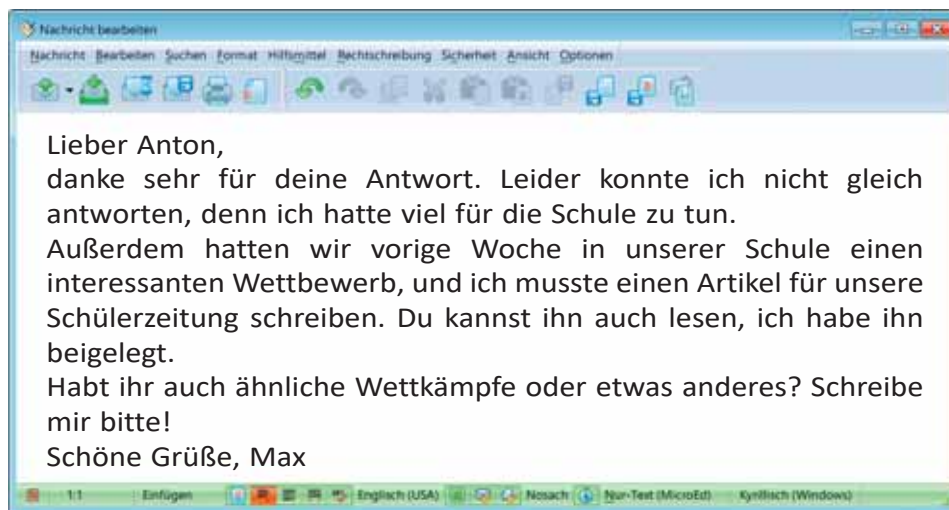 Nachricht bearbeiten
Nachricht Bearbeiten Suchen Format Hilfsmittel Rechtschreibung Sicherheit Ansicht Optionen
Lieber Anton,
danke sehr für deine Antwort. Leider konnte ich nicht gleich
antworten, denn ich hatte viel für die Schule zu tun.
Außerdem hatten wir vorige Woche in unserer Schule einen
interessanten Wettbewerb, und ich musste einen Artikel für unsere
Schülerzeitung schreiben. Du kannst ihn auch lesen, ich habe ihn
beigelegt.
Habt ihr auch ähnliche Wettkämpfe oder etwas anderes? Schreibe
mir bitte!
Schöne Grüße, Max
1:1 Einfügen Englisch (USA) Nosach Nur-Text (MicroEd) Kyrillisch (Windows)